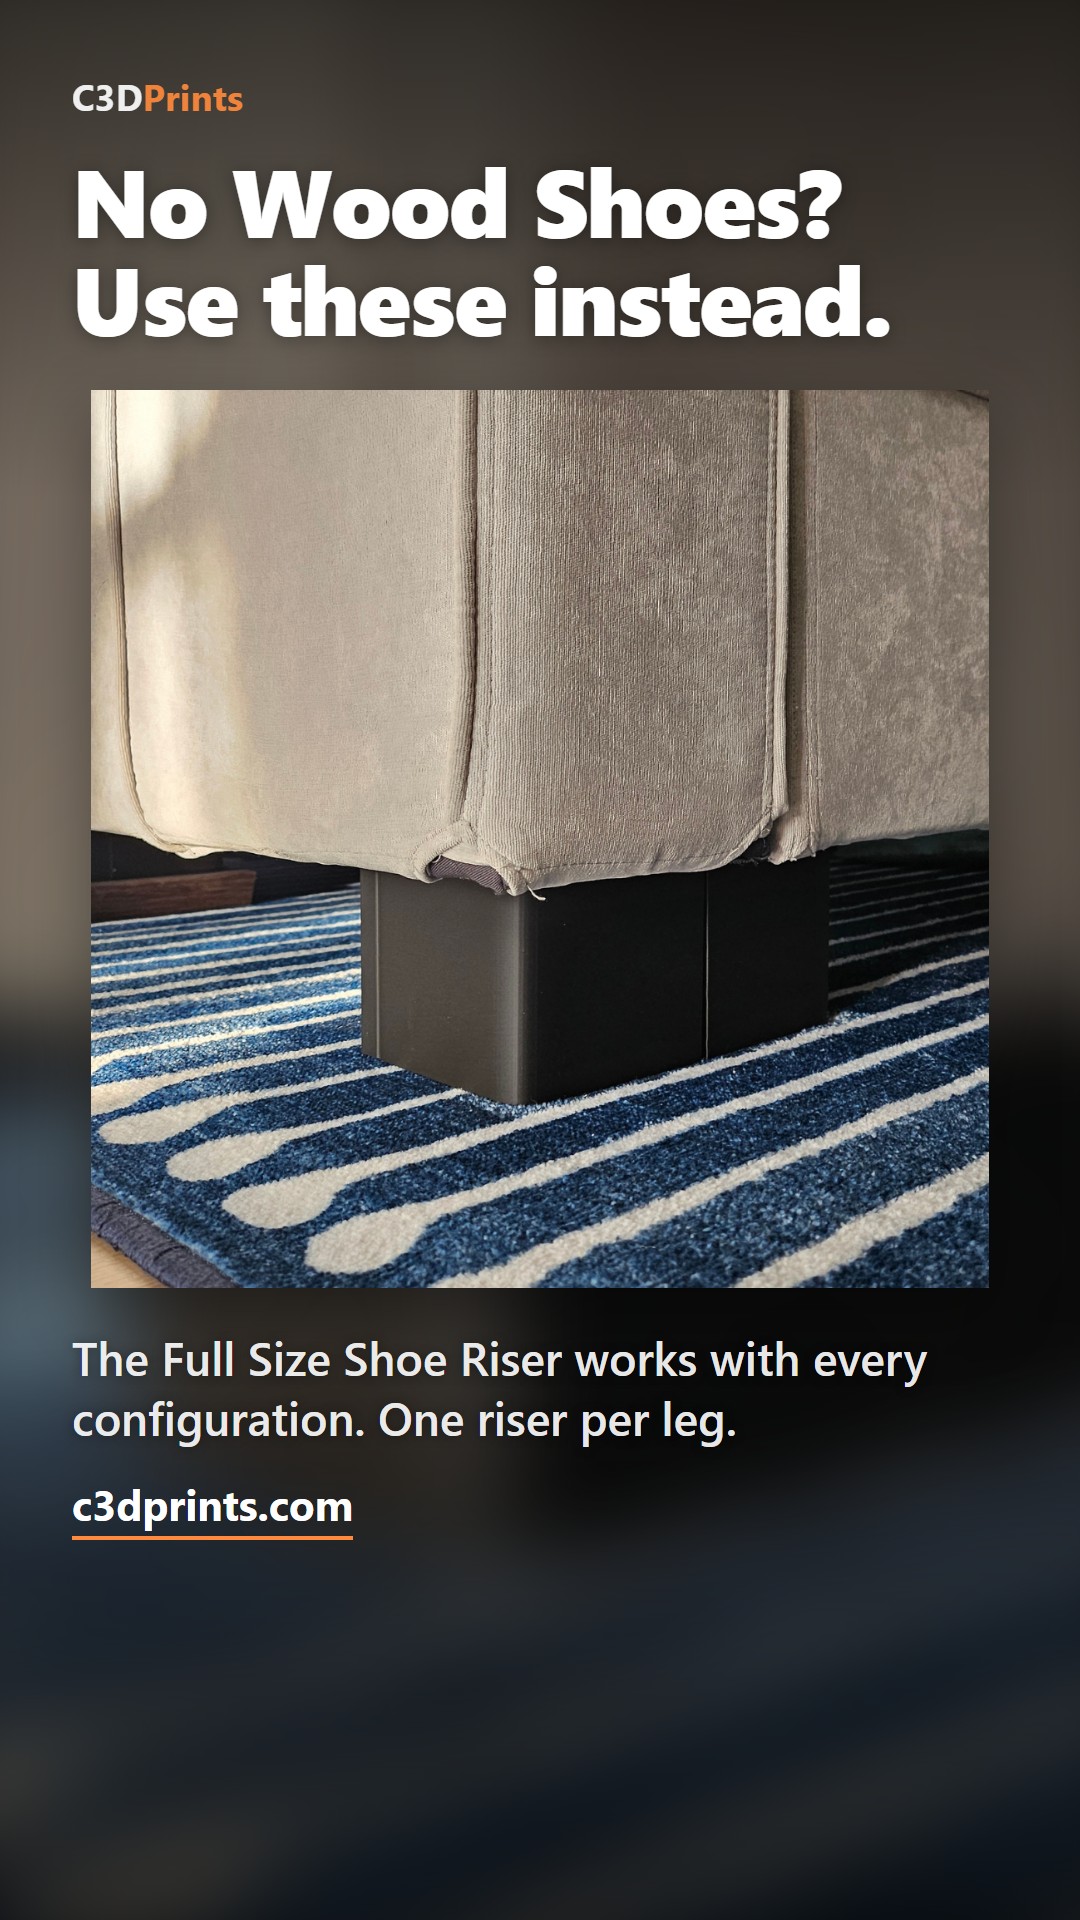 C3DPrints
No Wood Shoes?
Use these instead.
The Full Size Shoe Riser works with every
configuration. One riser per leg.
c3dprints.com